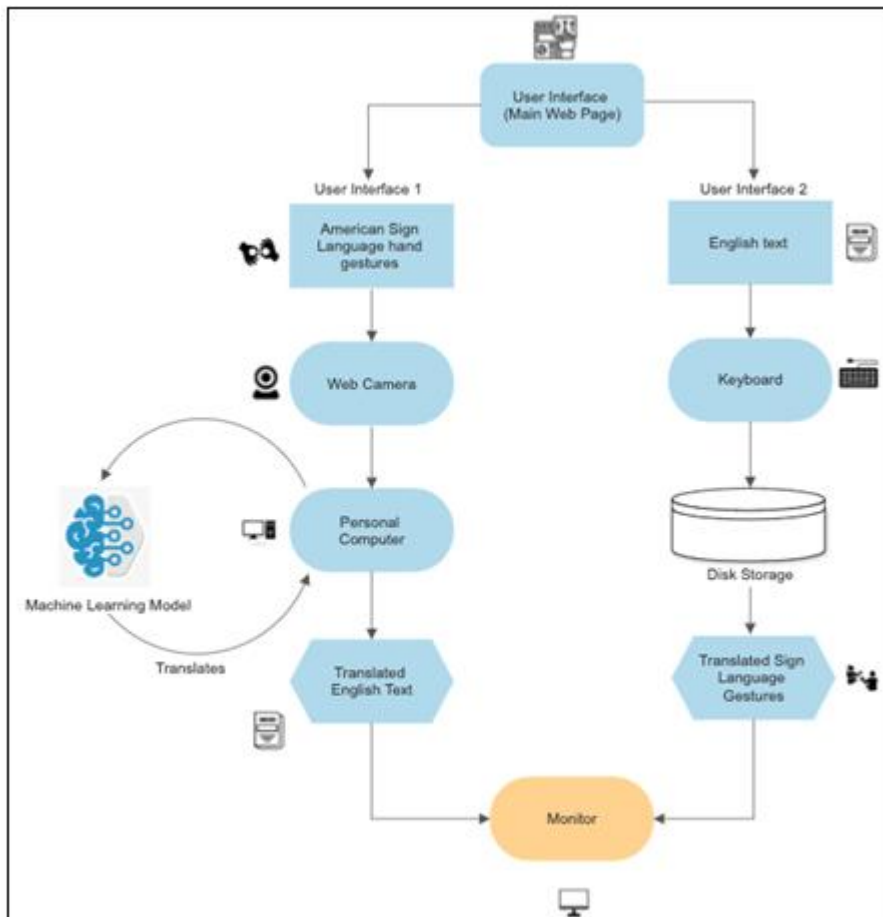 User Interface
(Main Web Page)
User Interface 1
User Interface 2
American Sign
Language hand
gestures
English text
Web Camera
Keyboard
Personal
Computer
Disk Storage
Machine Learning Model
Translates
Translated
English Text
Translated Sign
Language
Gestures
Monitor